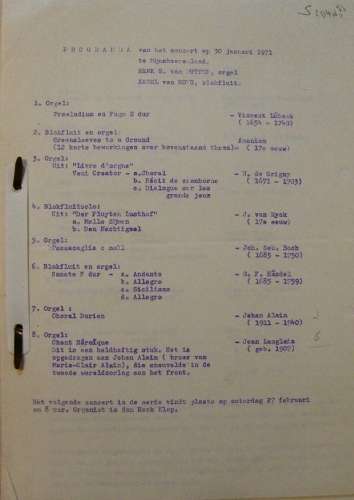 PROGRAMMA van het concert op 30 januari 1971
te Mijnsheerenland.
HENK G. van PUTTEN, orgel
KAREL van
blokfluit.
1. Orgel:
Praeludium en Fuga E dur - Vincent Lübeck
( 1654 - 1740)
2. Blokfluit en orgel:
Greensleeves to a Ground - Anoniem
(12 korte bewerkingen over bovenstaand thema)- (17e eeuw)
3. Orgel:
Uit: "Livre d'orgue"
Veni Creator - a.Choral - N. de Grigny
b. Récit de cromborne ( 1671 - 1703)
c. Dialogue sur les
grands jeux
4. Blokfluitsolo:
Uit: "Der Fluyten Lusthof" - J. van Eyck
a. Malle Sijmen ( 17e eeuw)
b. Den Nachtigael
5. Orgel:
Passacaglia c moll - Joh. Seb. Bach
( 1685 - 1750)
6. Blokfluit en orgel:
Sonate F dur - a. Andante - G. F. Händel
b. Allegro ( 1685 - 1759)
c. Siciliano
d. Allegro
7. Orgel :
Choral Dorien - Jehan Alain
( 1911 - 1940)
8. Orgel:
Chant Héroïque - Jean Langlais
Dit is een heldhaftig stuk. Het is ( geb. 1907)
opgedragen aan Jehan Alain ( broer van
Marie-Clair Alain), die sneuvelde in de
tweede wereldoorlog aan het front.
Het volgende concert in de serie vindt plaats op zaterdag 27 februari
om 8 uur. Organist is dan Kees Klop.